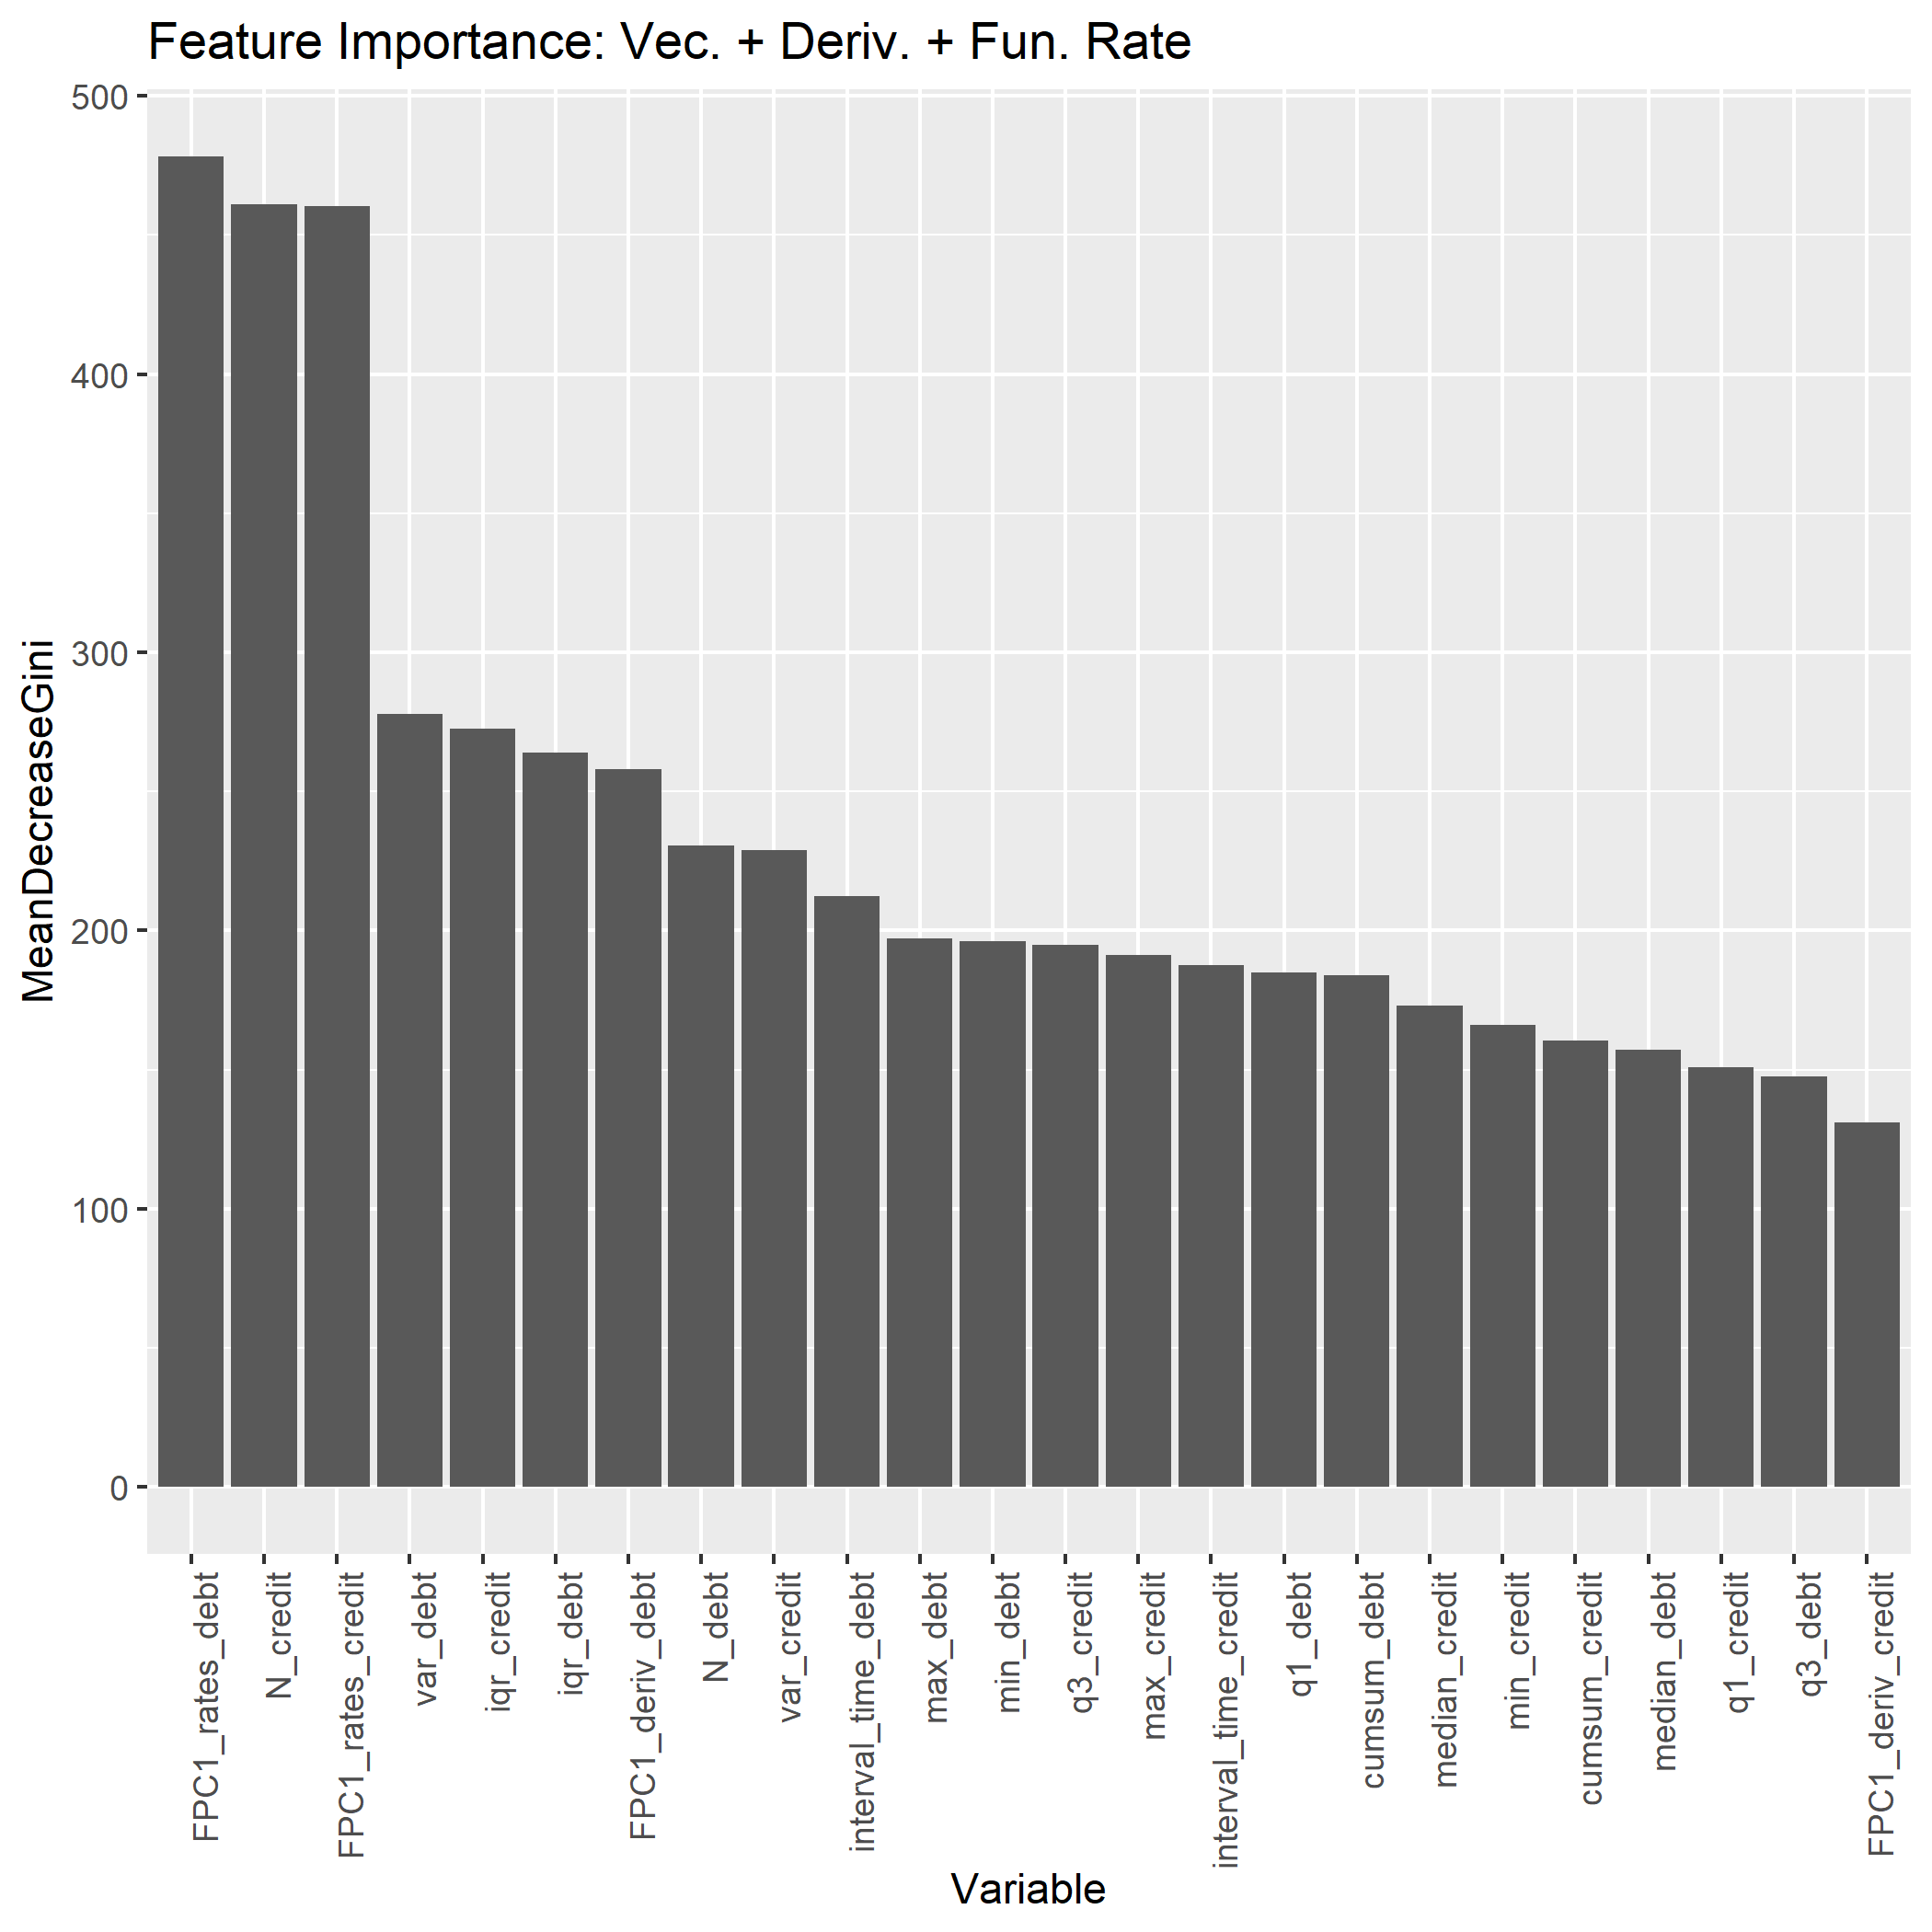 Feature Importance: Vec. + Deriv. + Fun. Rate
500
400
300
200
100
0
MeanDecreaseGini
FPC1_rates_debt
N_credit
FPC1_rates_credit
var_debt
iqr_credit
iqr_debt
FPC1_deriv_debt
N_debt
var_credit
interval_time_debt
max_debt
min_debt
q3_credit
max_credit
interval_time_credit
q1_debt
cumsum_debt
median_credit
min_credit
cumsum_credit
median_debt
q1_credit
q3_debt
FPC1_deriv_credit
Variable